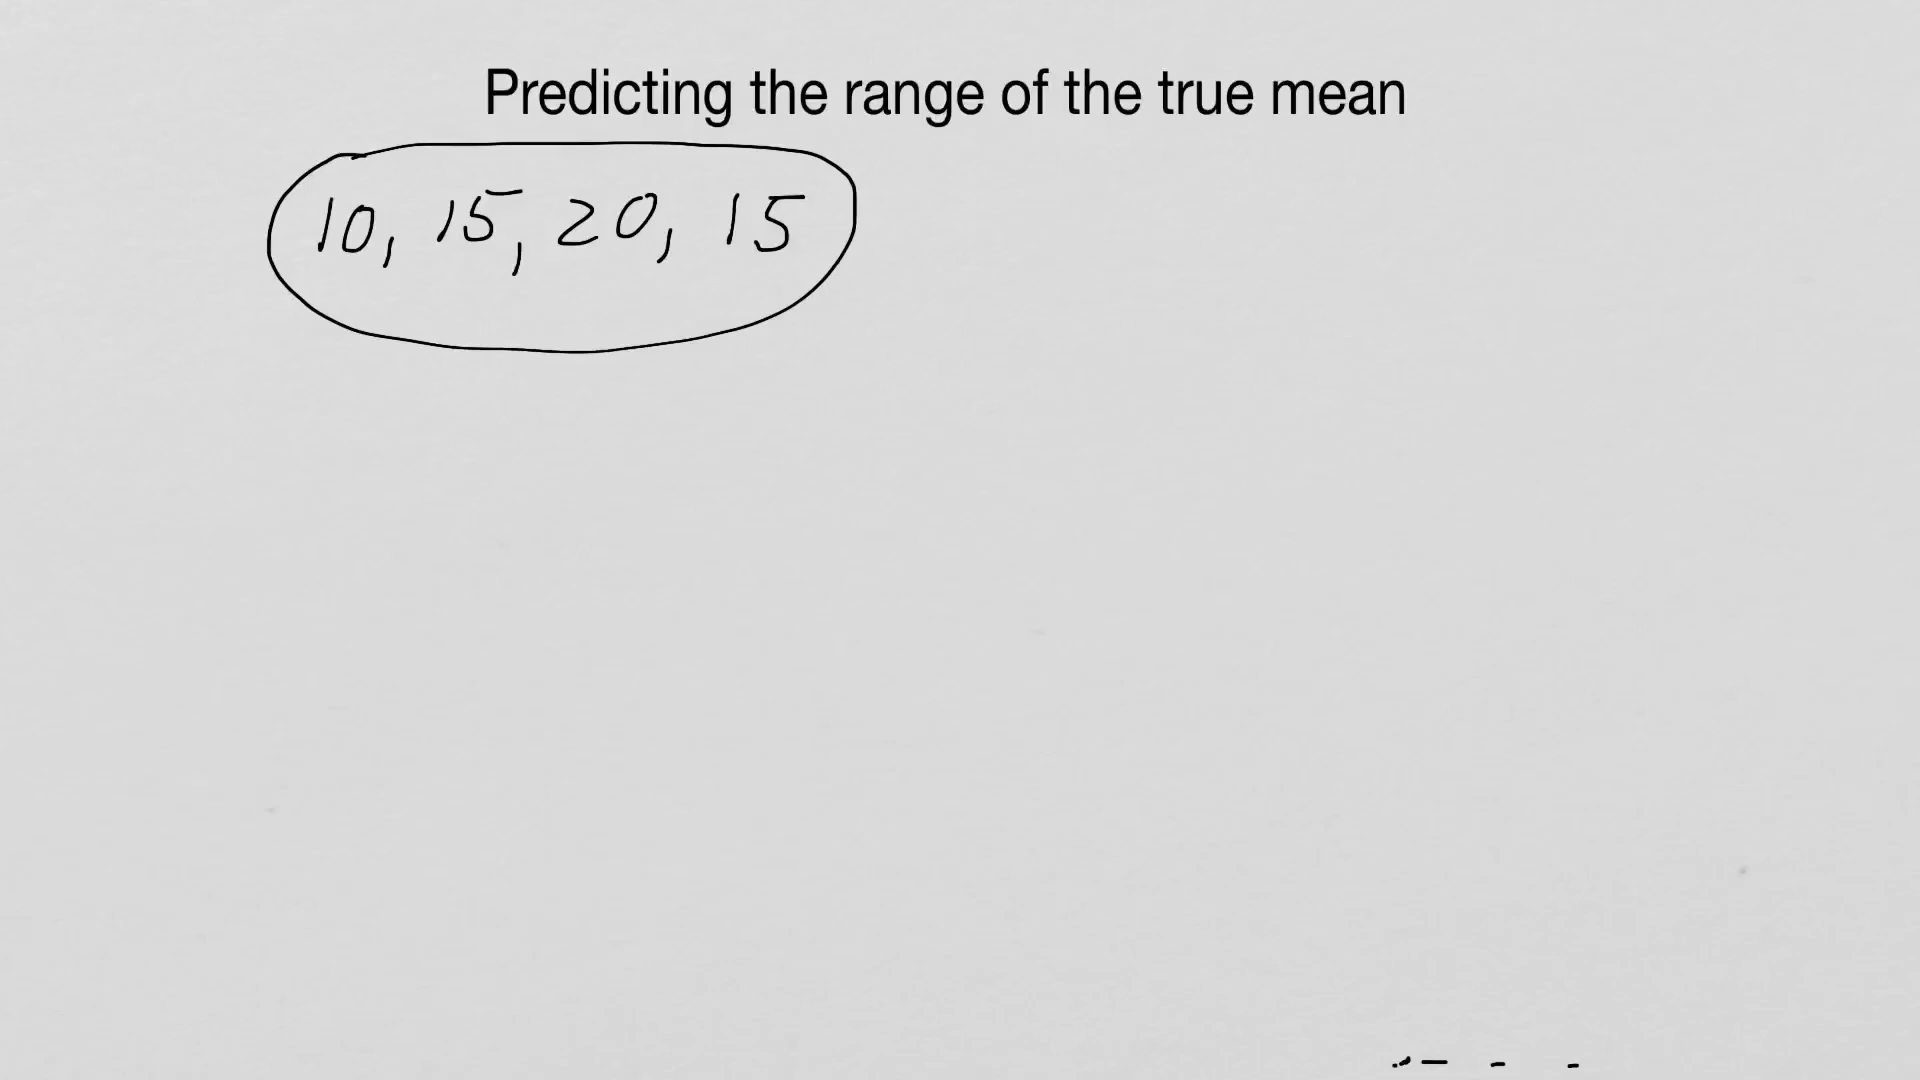 Predicting the range of the true mean
10, 15, 20, 15